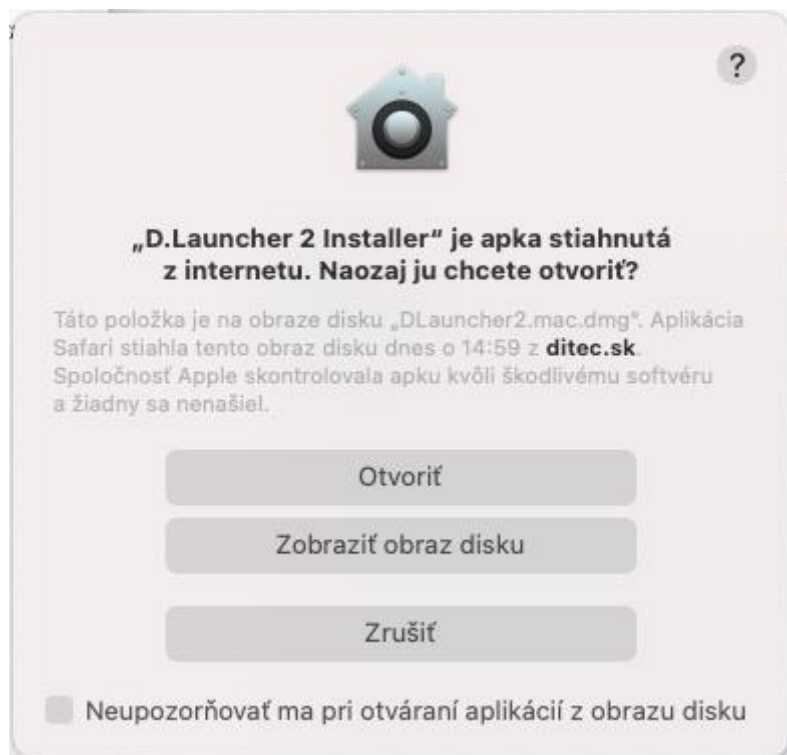 ?
„D.Launcher 2 Installer“ je apka stiahnutá
z internetu. Naozaj ju chcete otvoriť?
Táto položka je na obraze disku „DLauncher2.mac.dmg“. Aplikácia
Safari stiahla tento obraz disku dnes o 14:59 z ditec.sk.
Spoločnosť Apple skontrolovala apku kvôli škodlivému softvéru
a žiadny sa nenašiel.
Otvoriť
Zobraziť obraz disku
Zrušiť
Neupozorňovať ma pri otváraní aplikácií z obrazu disku